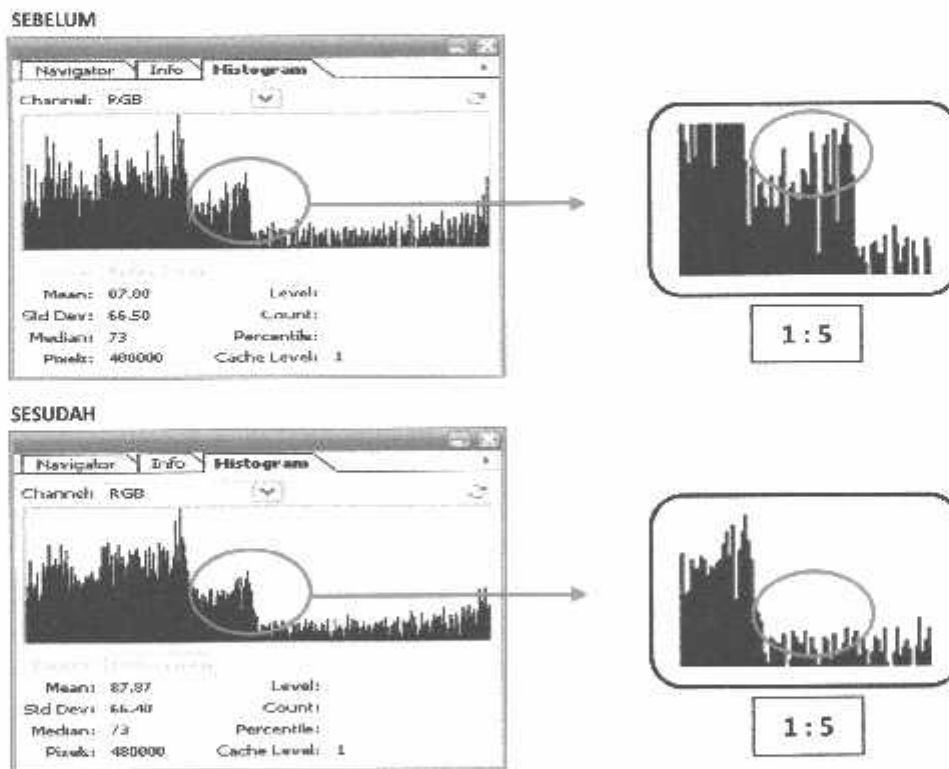 SEBELUM
Navigator Info Histogram
Channel: RGB
Mean: 87.80 Level:
Std Dev: 66.50 Count:
Median: 73 Percentile:
Pixels: 480000 Cache Level: 1
1 : 5
SESUDAH
Navigator Info Histogram
Channel: RGB
Mean: 87.87 Level:
Std Dev: 66.40 Count:
Median: 73 Percentile:
Pixels: 480000 Cache Level: 1
1 : 5